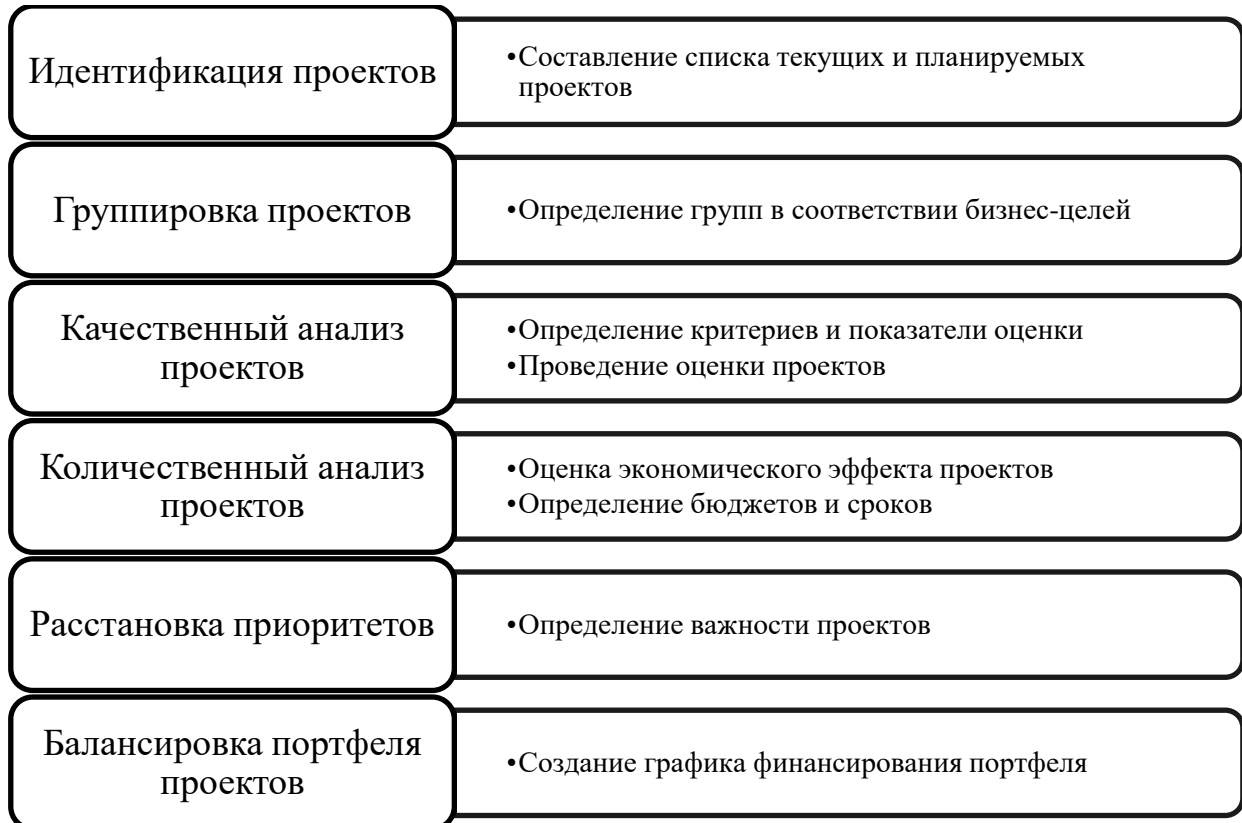 Идентификация проектов
•Составление списка текущих и планируемых
проектов
Группировка проектов
•Определение групп в соответствии бизнес-целей
Качественный анализ
проектов
•Определение критериев и показатели оценки
•Проведение оценки проектов
Количественный анализ
проектов
•Оценка экономического эффекта проектов
•Определение бюджетов и сроков
Расстановка приоритетов
•Определение важности проектов
Балансировка портфеля
проектов
•Создание графика финансирования портфеля